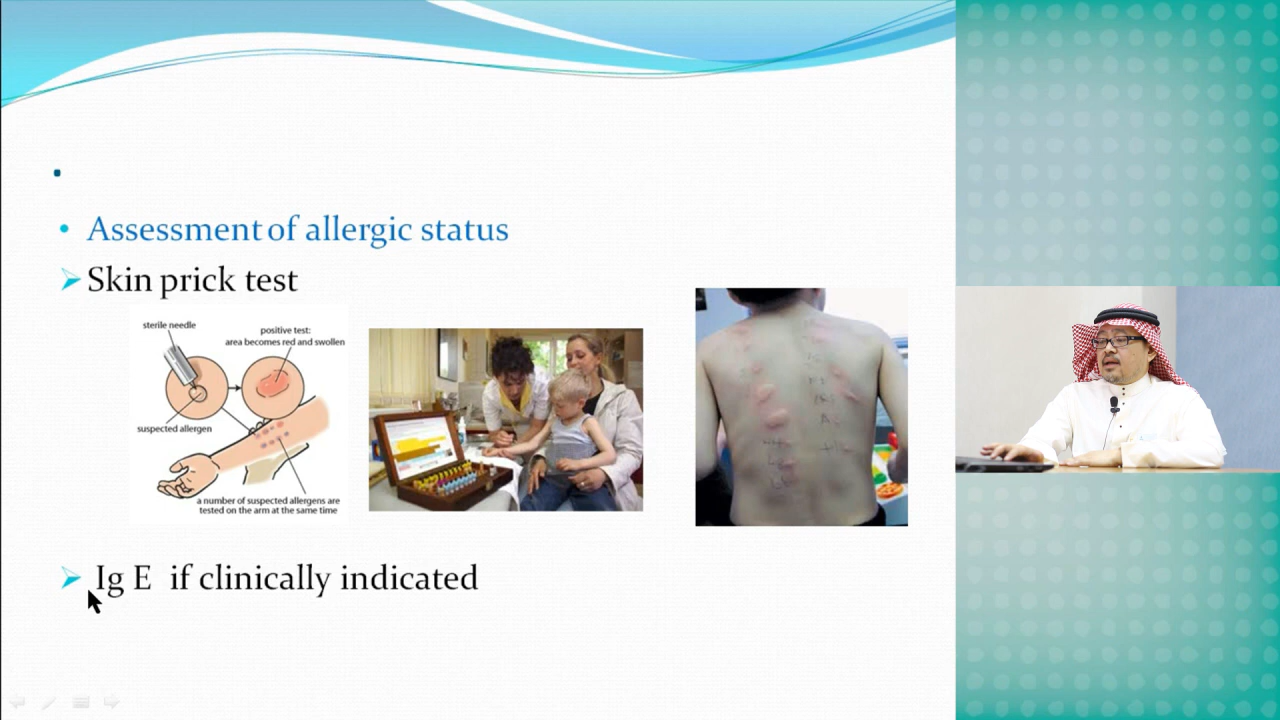 Assessment of allergic status
Skin prick test
sterile needle
positive test:
area becomes red and swollen
suspected allergen
a number of suspected allergens are
tested on the arm at the same time
Ig E if clinically indicated